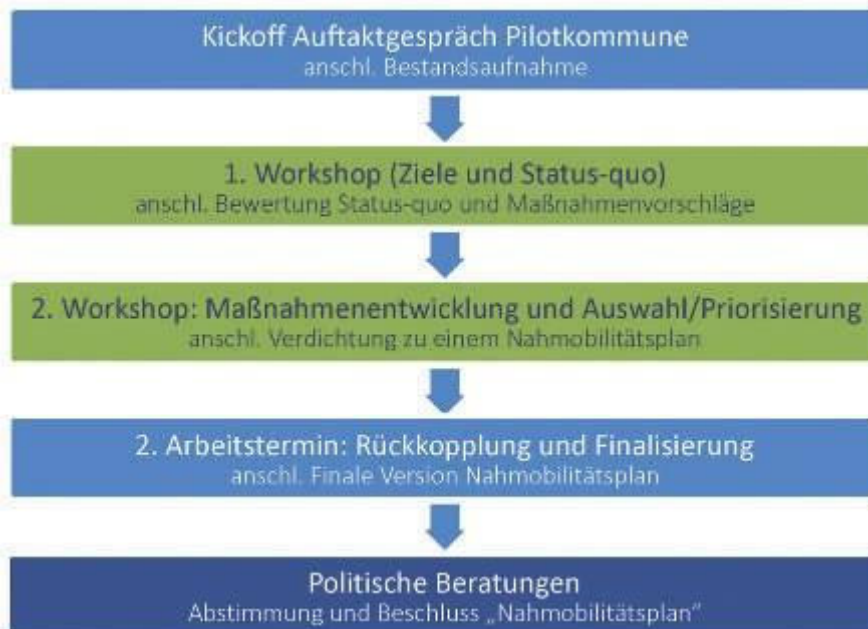 Kickoff Auftaktgespräch Pilotkommune
anschl. Bestandsaufnahme
1. Workshop (Ziele und Status-quo)
anschl. Bewertung Status-quo und Maßnahmenvorschläge
2. Workshop: Maßnahmenentwicklung und Auswahl/Priorisierung
anschl. Verdichtung zu einem Nahmobilitätsplan
2. Arbeitstermin: Rückkopplung und Finalisierung
anschl. Finale Version Nahmobilitätsplan
Politische Beratungen
Abstimmung und Beschluss „Nahmobilitätsplan“